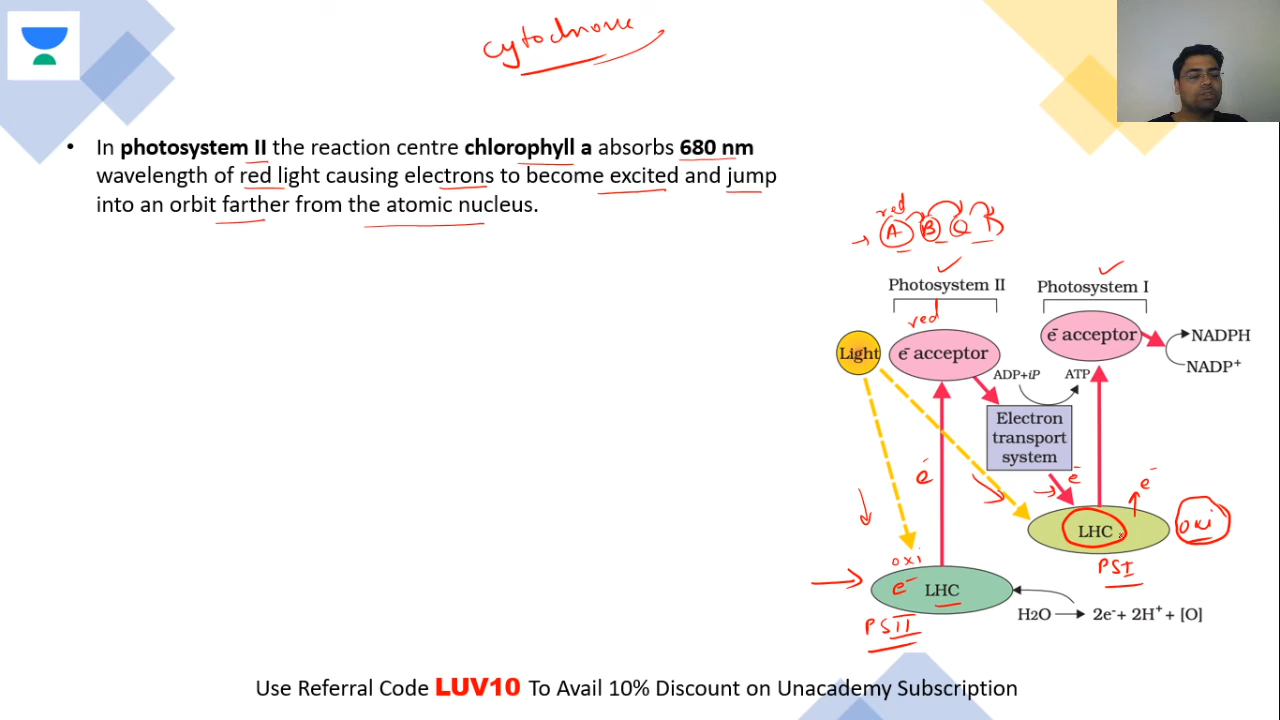 cytochrome
• In photosystem II the reaction centre chlorophyll a absorbs 680 nm
wavelength of red light causing electrons to become excited and jump
into an orbit farther from the atomic nucleus.
red
A B
Photosystem II
Photosystem I
red
Light
e⁻ acceptor
e⁻ acceptor
NADPH
NADP⁺
ADP+iP
ATP
Electron
transport
system
e⁻
e⁻
e⁻
LHC
oxi
PSI
oxi
e⁻ LHC
PSII
H2O 2e⁻+ 2H⁺ + [O]
Use Referral Code LUV10 To Avail 10% Discount on Unacademy Subscription